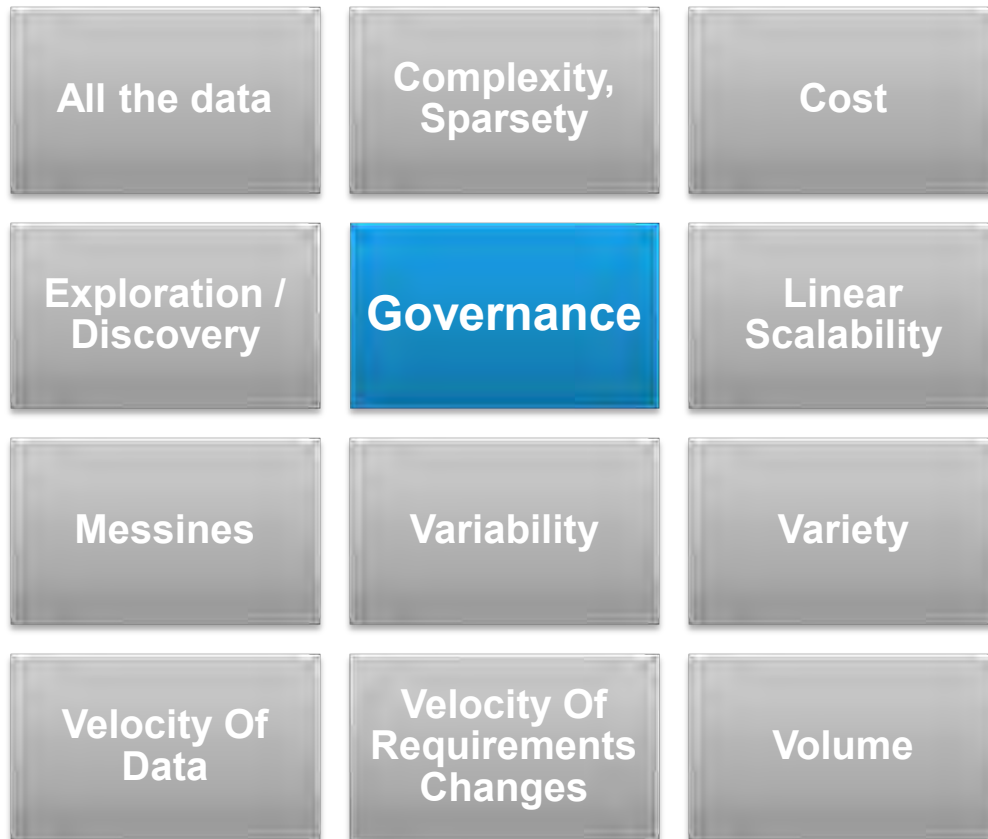 All the data
Complexity,
Sparsety
Cost
Exploration /
Discovery
Governance
Linear
Scalability
Messines
Variability
Variety
Velocity Of
Data
Velocity Of
Requirements
Changes
Volume